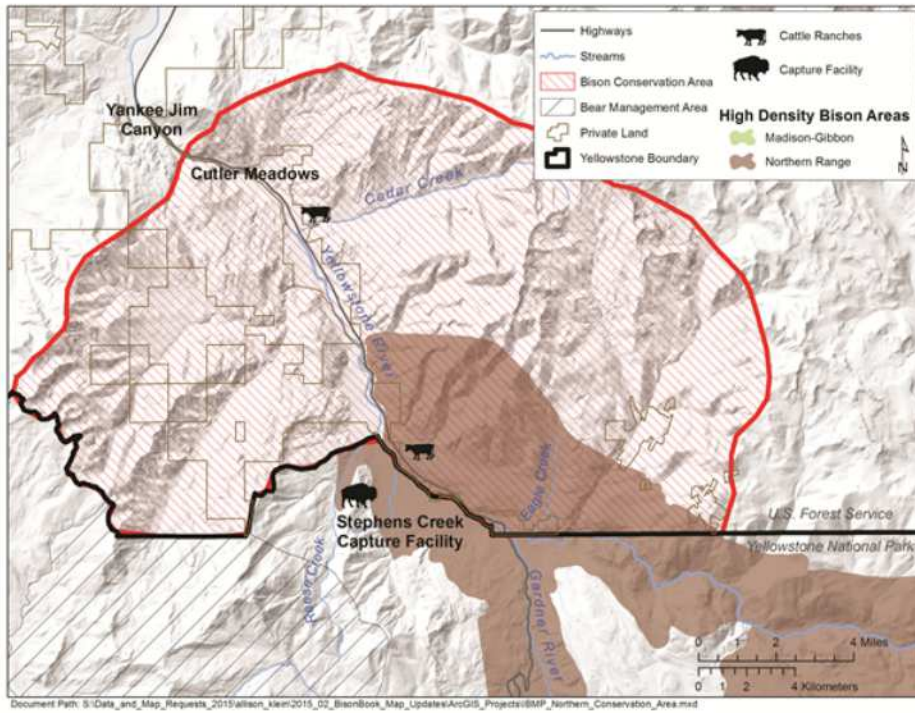 Highways
Streams
Bison Conservation Area
Bear Management Area
Private Land
Yellowstone Boundary
Cattle Ranches
Capture Facility
High Density Bison Areas
Madison-Gibbon
Northern Range
N
Yankee Jim
Canyon
Cutler Meadows
Cedar Creek
Yellowstone River
Eagle Creek
Stephens Creek
Capture Facility
Reese Creek
Gardner River
U.S. Forest Service
Yellowstone National Park
0 1 2 4 Miles
0 1 2 4 Kilometers
Document Path: S:\Data_and_Map_Requests_2015\allison_klein\2015_02_BisonBook_Map_Updates\ArcGIS_Projects\IBMP_Northern_Conservation_Area.mxd